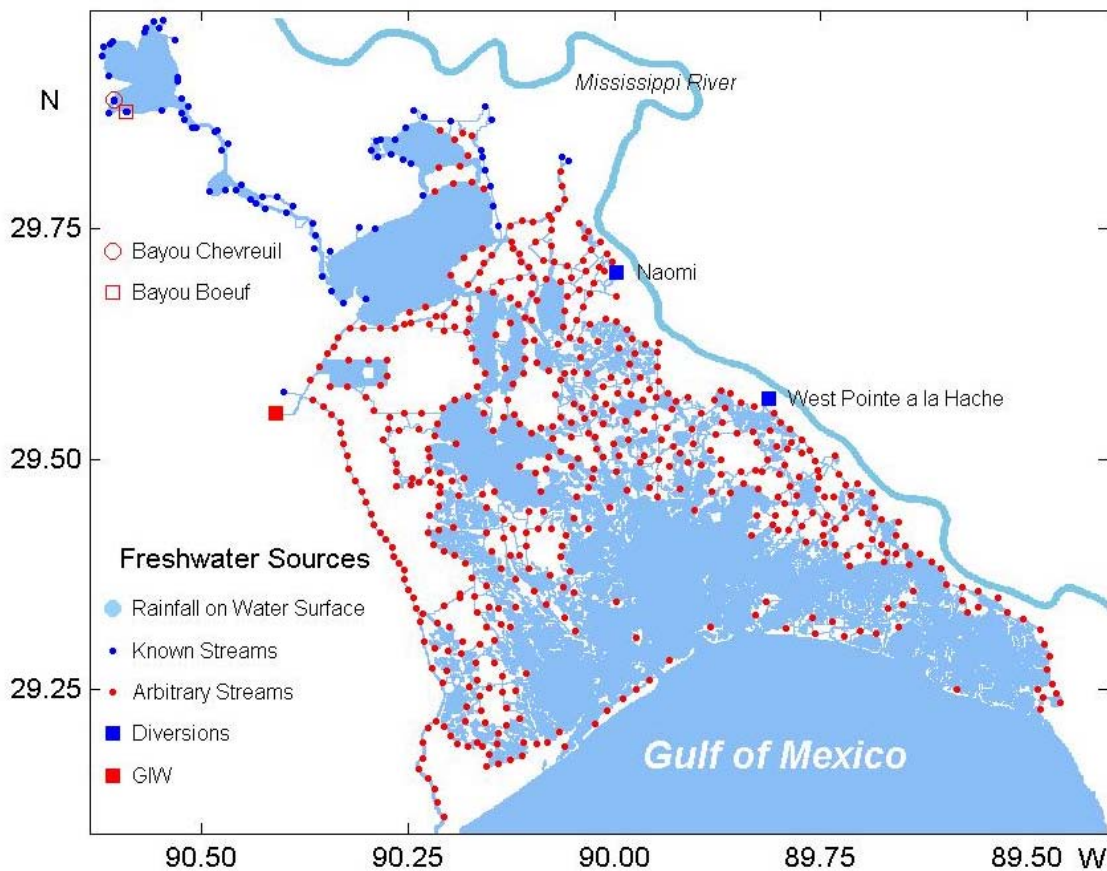 Mississippi River
N
29.75
Bayou Chevreuil
Naomi
Bayou Boeuf
West Pointe a la Hache
29.50
Freshwater Sources
Rainfall on Water Surface
Known Streams
Arbitrary Streams
29.25
Diversions
Gulf of Mexico
GIW
90.50 90.25 90.00 89.75 89.50 W